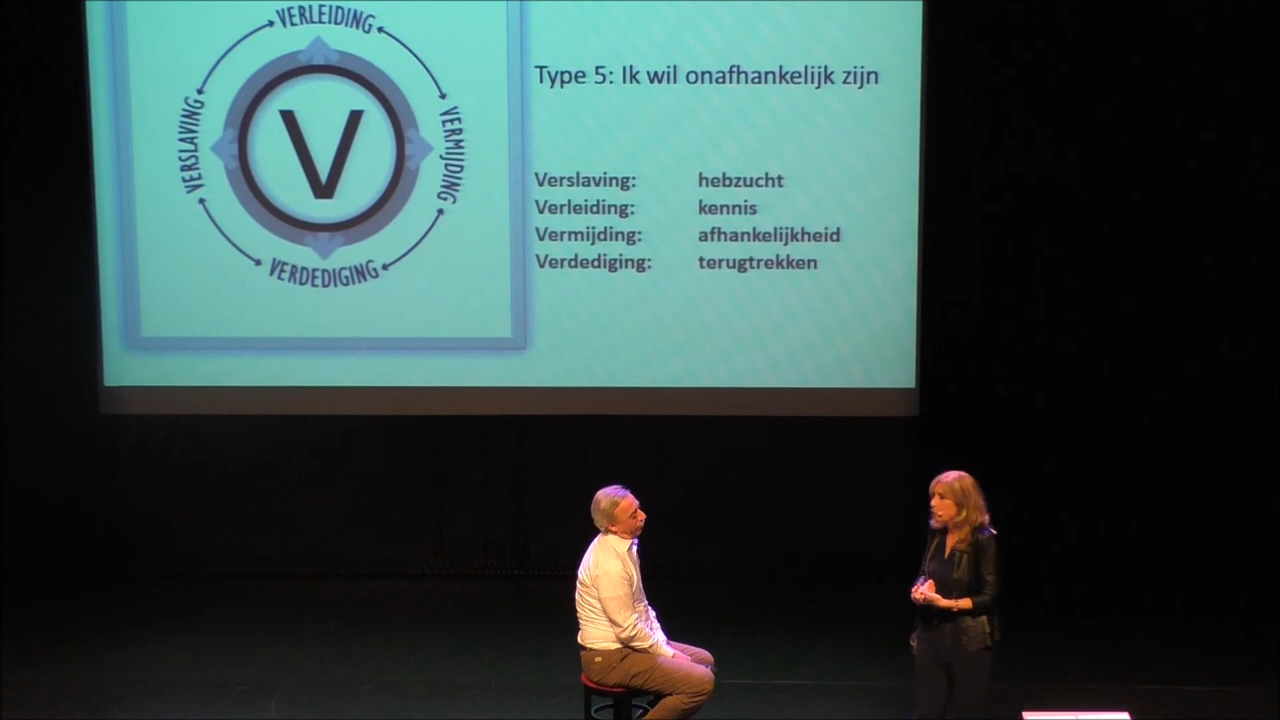 VERLEIDING
VERSLAVING
V
VERMIJDING
VERDEDIGING
Type 5: Ik wil onafhankelijk zijn
Verslaving: hebzucht
Verleiding: kennis
Vermijding: afhankelijkheid
Verdediging: terugtrekken